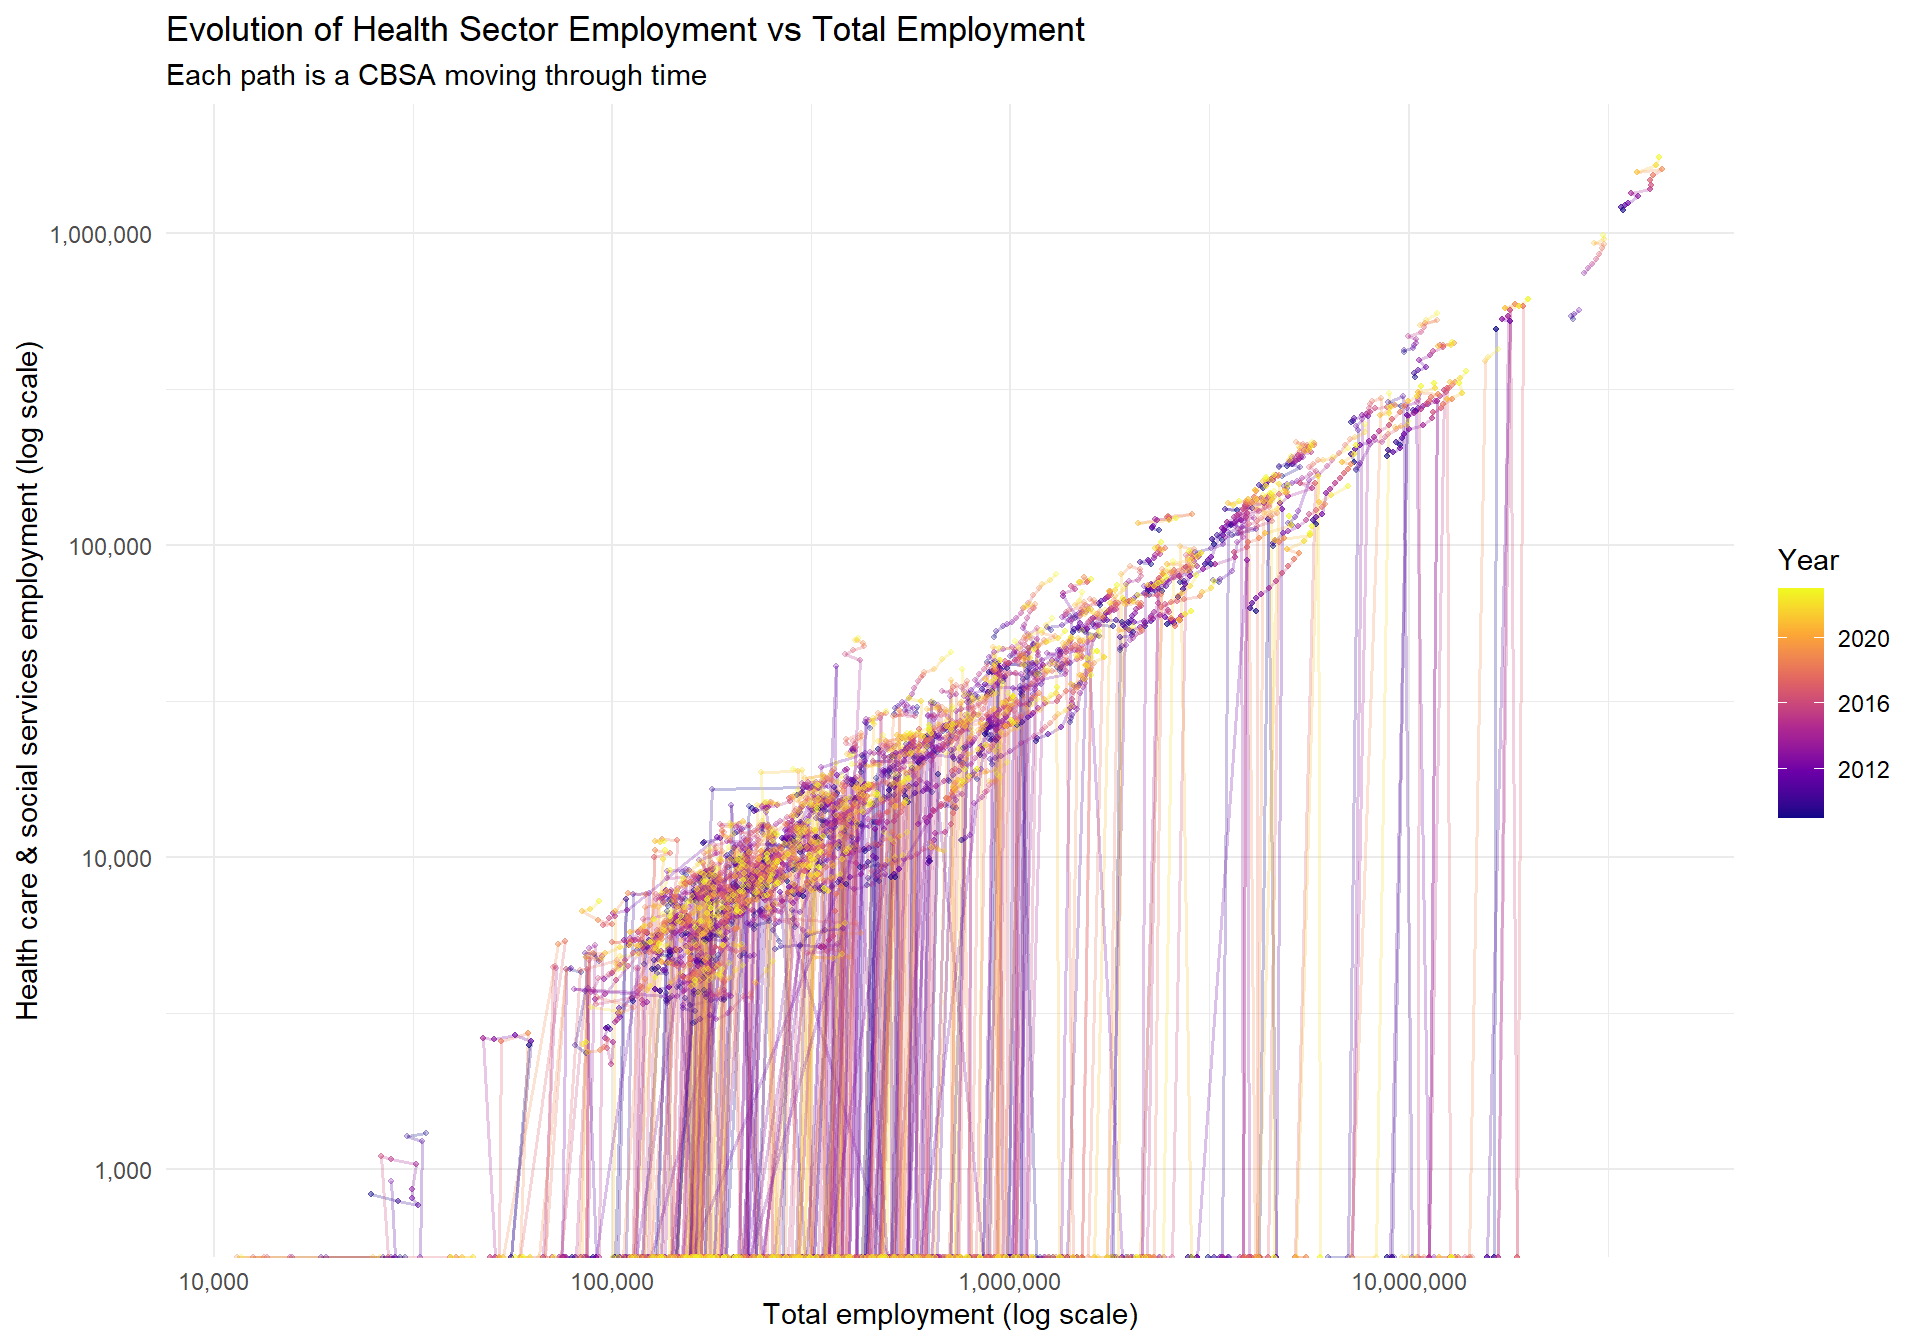 Evolution of Health Sector Employment vs Total Employment
Each path is a CBSA moving through time
Health care & social services employment (log scale)
1,000,000
100,000
10,000
1,000
10,000
100,000
1,000,000
10,000,000
Total employment (log scale)
Year
2020
2016
2012